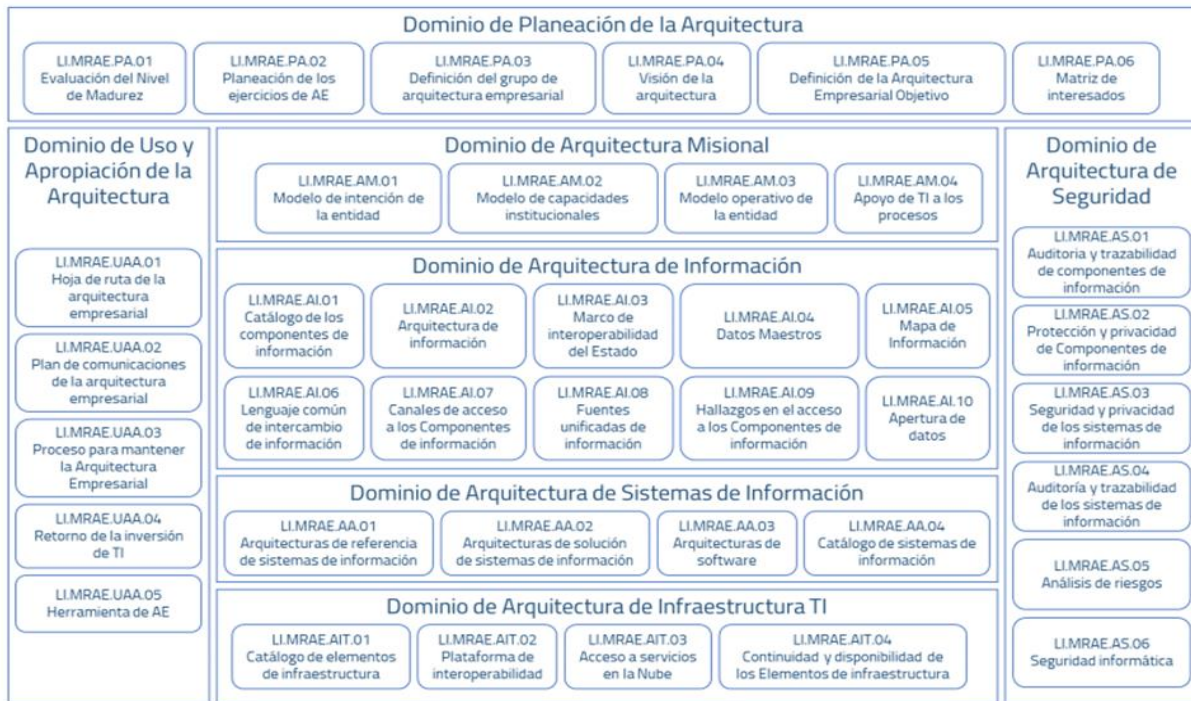 Dominio de Planeación de la Arquitectura
LI.MRAE.PA.01
Evaluación del Nivel
de Madurez
LI.MRAE.PA.02
Planeación de los
ejercicios de AE
LI.MRAE.PA.03
Definición del grupo de
arquitectura empresarial
LI.MRAE.PA.04
Visión de la
arquitectura
LI.MRAE.PA.05
Definición de la Arquitectura
Empresarial Objetivo
LI.MRAE.PA.06
Matriz de
interesados
Dominio de Uso y
Apropiación de la
Arquitectura
LI.MRAE.UAA.01
Hoja de ruta de la
arquitectura
empresarial
LI.MRAE.UAA.02
Plan de comunicaciones
de la arquitectura
empresarial
LI.MRAE.UAA.03
Proceso para mantener
la Arquitectura
Empresarial
LI.MRAE.UAA.04
Retorno de la inversión
de TI
LI.MRAE.UAA.05
Herramienta de AE
Dominio de Arquitectura Misional
LI.MRAE.AM.01
Modelo de intención de
la entidad
LI.MRAE.AM.02
Modelo de capacidades
institucionales
LI.MRAE.AM.03
Modelo operativo de
la entidad
LI.MRAE.AM.04
Apoyo de TI a los
procesos
Dominio de Arquitectura de Información
LI.MRAE.AI.01
Catálogo de los
componentes de
información
LI.MRAE.AI.02
Arquitectura de
información
LI.MRAE.AI.03
Marco de
interoperabilidad
del Estado
LI.MRAE.AI.04
Datos Maestros
LI.MRAE.AI.05
Mapa de
Información
LI.MRAE.AI.06
Lenguaje común
de intercambio
de información
LI.MRAE.AI.07
Canales de acceso
a los Componentes
de información
LI.MRAE.AI.08
Fuentes
unificadas de
información
LI.MRAE.AI.09
Hallazgos en el acceso
a los Componentes de
información
LI.MRAE.AI.10
Apertura de
datos
Dominio de Arquitectura de Sistemas de Información
LI.MRAE.AA.01
Arquitecturas de referencia
de sistemas de información
LI.MRAE.AA.02
Arquitecturas de solución
de sistemas de información
LI.MRAE.AA.03
Arquitecturas de
software
LI.MRAE.AA.04
Catálogo de sistemas de
información
Dominio de Arquitectura de Infraestructura TI
LI.MRAE.AIT.01
Catálogo de elementos
de infraestructura
LI.MRAE.AIT.02
Plataforma de
interoperabilidad
LI.MRAE.AIT.03
Acceso a servicios
en la Nube
LI.MRAE.AIT.04
Continuidad y disponibilidad de
los Elementos de infraestructura
Dominio de
Arquitectura de
Seguridad
LI.MRAE.AS.01
Auditoria y trazabilidad
de componentes de
información
LI.MRAE.AS.02
Protección y privacidad
de Componentes de
información
LI.MRAE.AS.03
Seguridad y privacidad
de los sistemas de
información
LI.MRAE.AS.04
Auditoría y trazabilidad
de los sistemas de
información
LI.MRAE.AS.05
Análisis de riesgos
LI.MRAE.AS.06
Seguridad informática